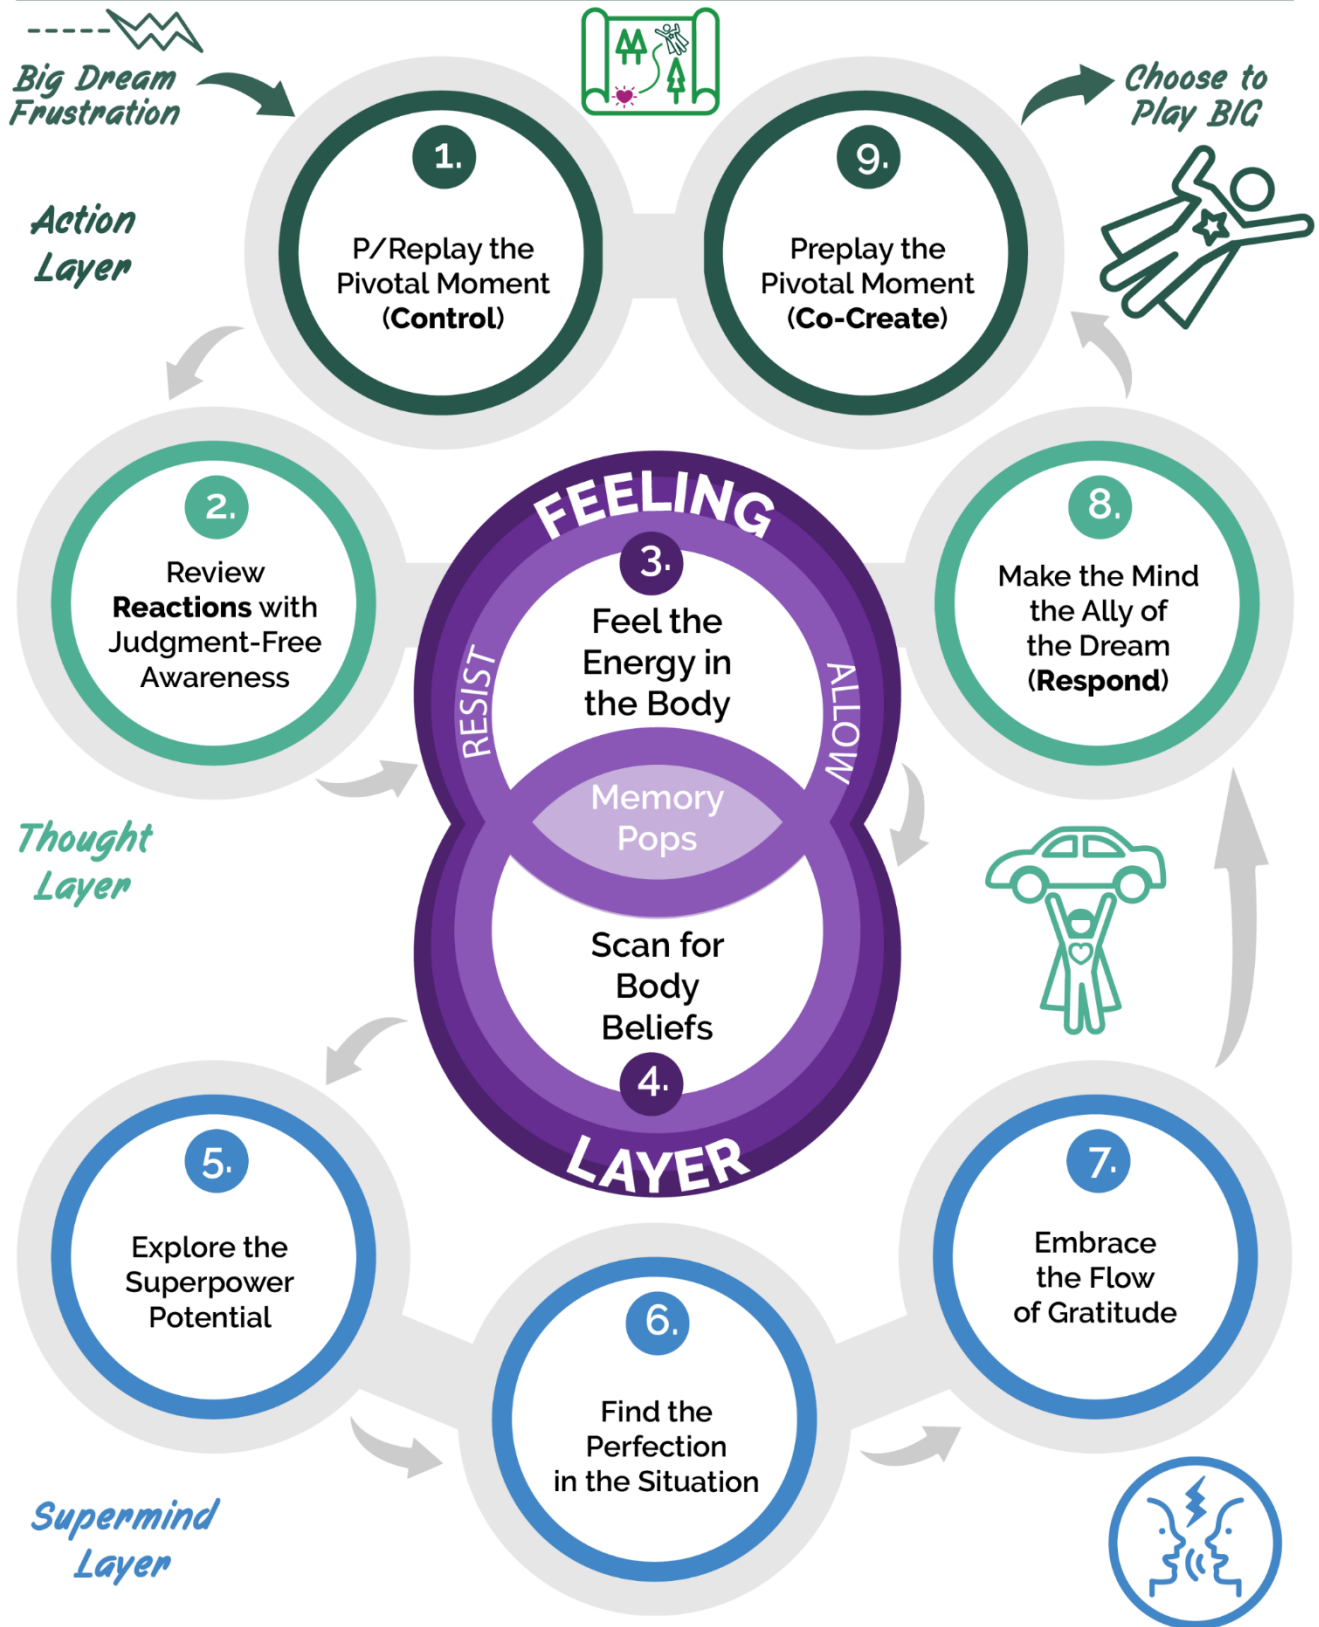 Big Dream
Frustration
Choose to
Play BIG
Action
Layer
1.
P/Replay the
Pivotal Moment
(Control)
9.
Preplay the
Pivotal Moment
(Co-Create)
2.
Review
Reactions with
Judgment-Free
Awareness
FEELING
3.
Feel the
Energy in
the Body
RESIST
ALLOW
Memory
Pops
Scan for
Body
Beliefs
4.
LAYER
8.
Make the Mind
the Ally of
the Dream
(Respond)
Thought
Layer
5.
Explore the
Superpower
Potential
6.
Find the
Perfection
in the Situation
7.
Embrace
the Flow
of Gratitude
Supermind
Layer